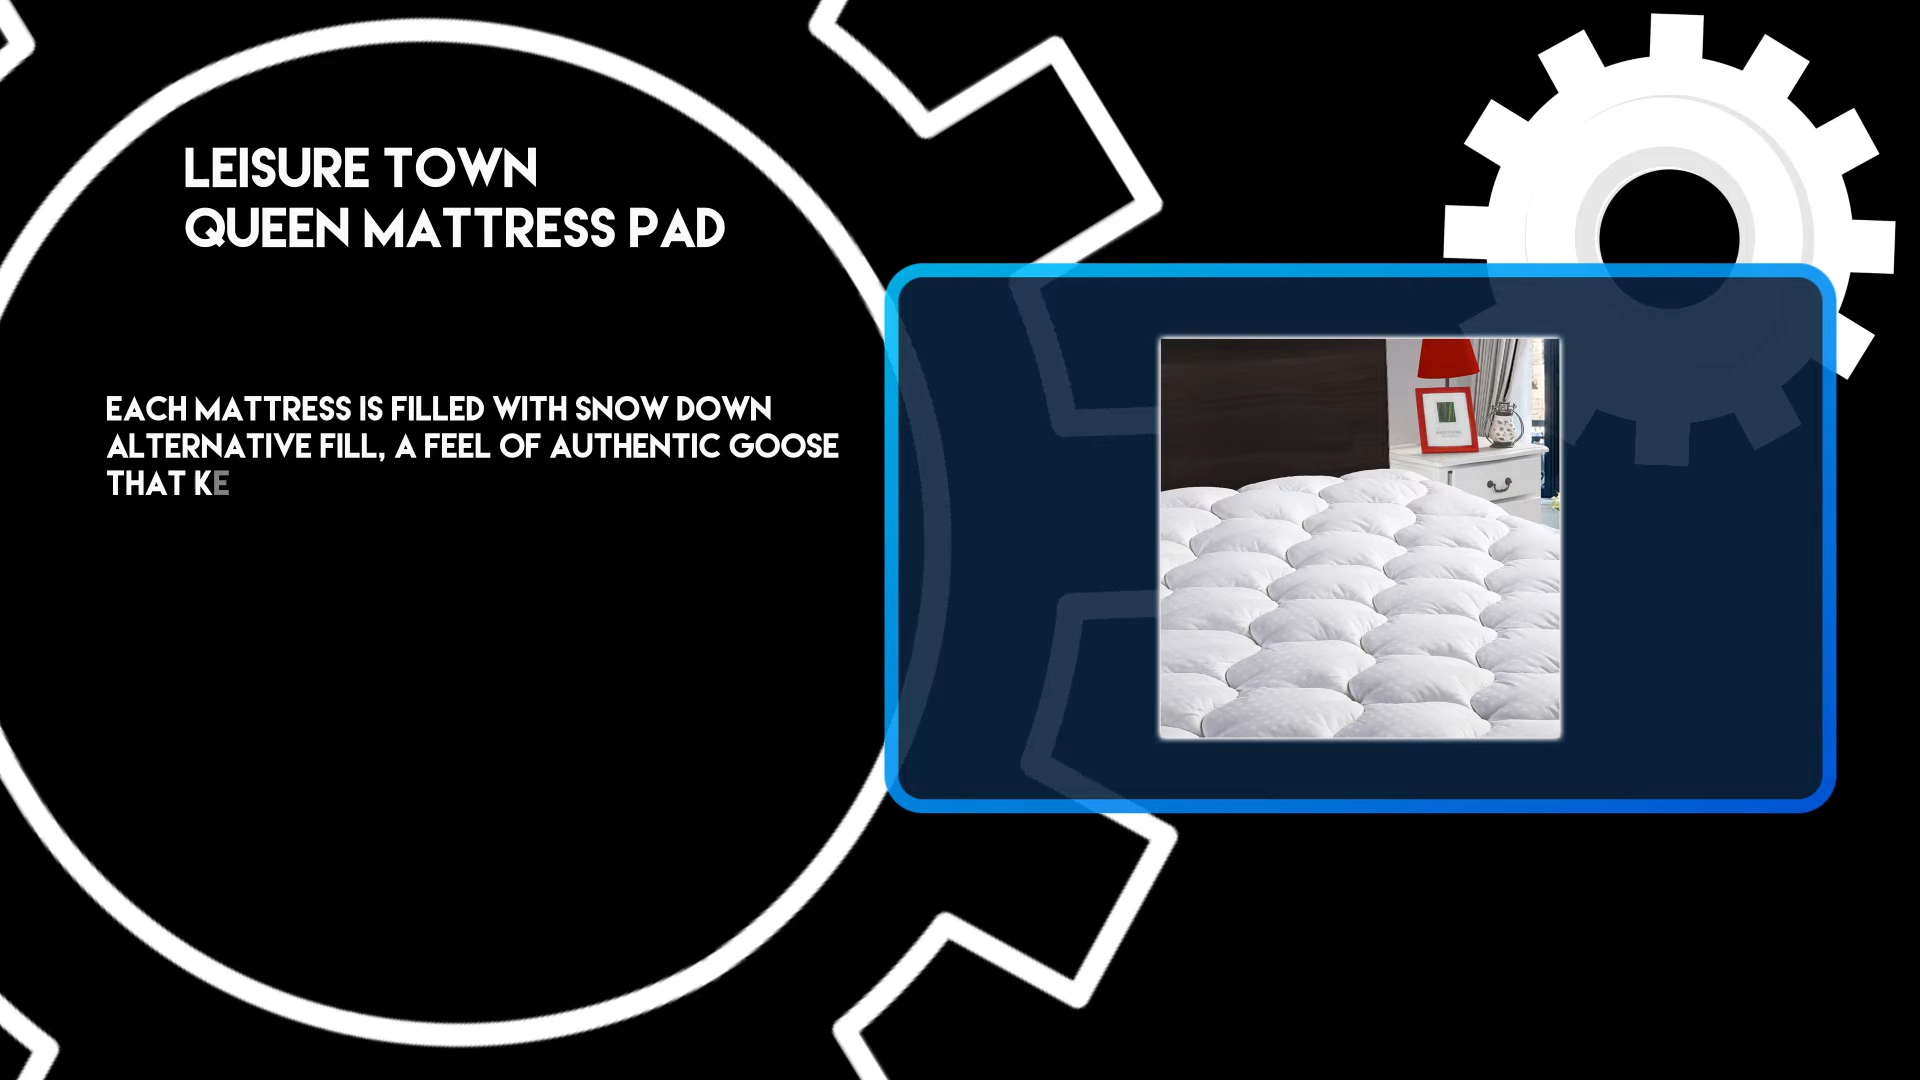 LEISURE TOWN
QUEEN MATTRESS PAD
EACH MATTRESS IS FILLED WITH SNOW DOWN
ALTERNATIVE FILL, A FEEL OF AUTHENTIC GOOSE
THAT KE